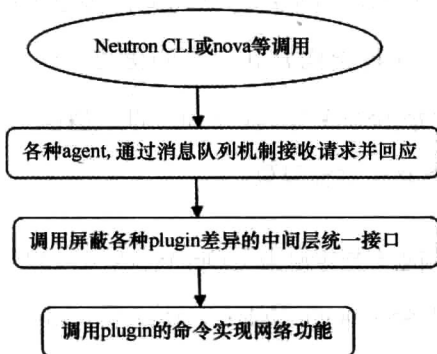 Neutron CLI或nova等调用
各种agent,通过消息队列机制接收请求并回应
调用屏蔽各种plugin差异的中间层统一接口
调用plugin的命令实现网络功能